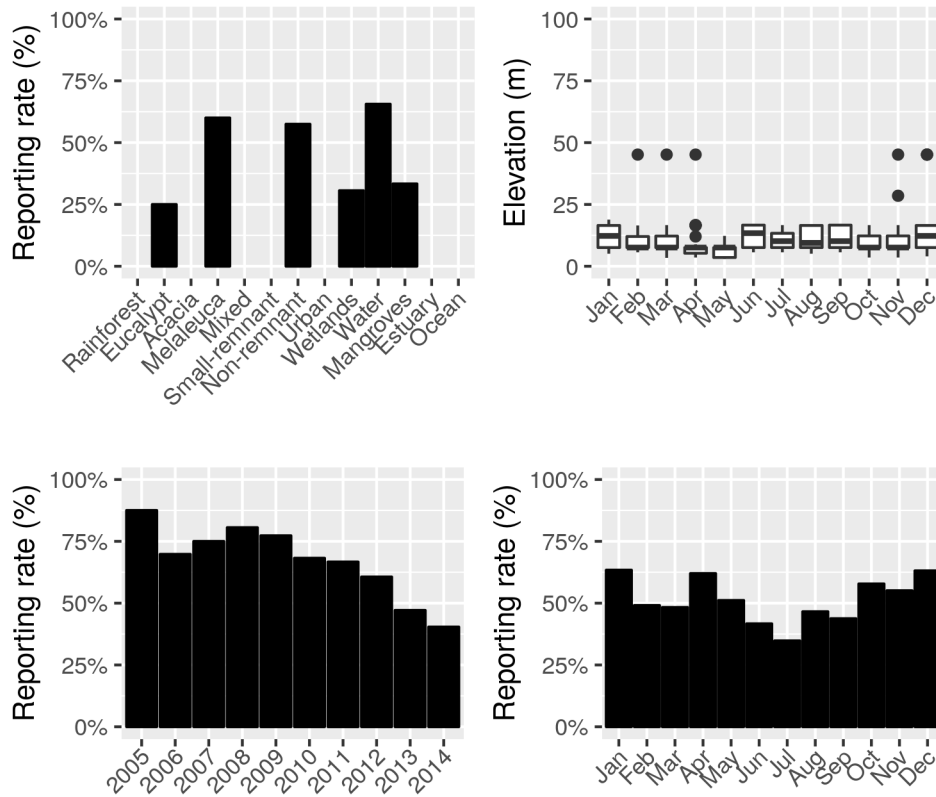 Reporting rate (%)
100%
75%
50%
25%
0%
Rainforest
Eucalypt
Acacia
Melaleuca
Mixed
Small-remnant
Non-remnant
Urban
Wetlands
Water
Mangroves
Estuary
Ocean
Elevation (m)
100
75
50
25
0
Jan
Feb
Mar
Apr
May
Jun
Jul
Aug
Sep
Oct
Nov
Dec
Reporting rate (%)
100%
75%
50%
25%
0%
2005
2006
2007
2008
2009
2010
2011
2012
2013
2014
Reporting rate (%)
100%
75%
50%
25%
0%
Jan
Feb
Mar
Apr
May
Jun
Jul
Aug
Sep
Oct
Nov
Dec